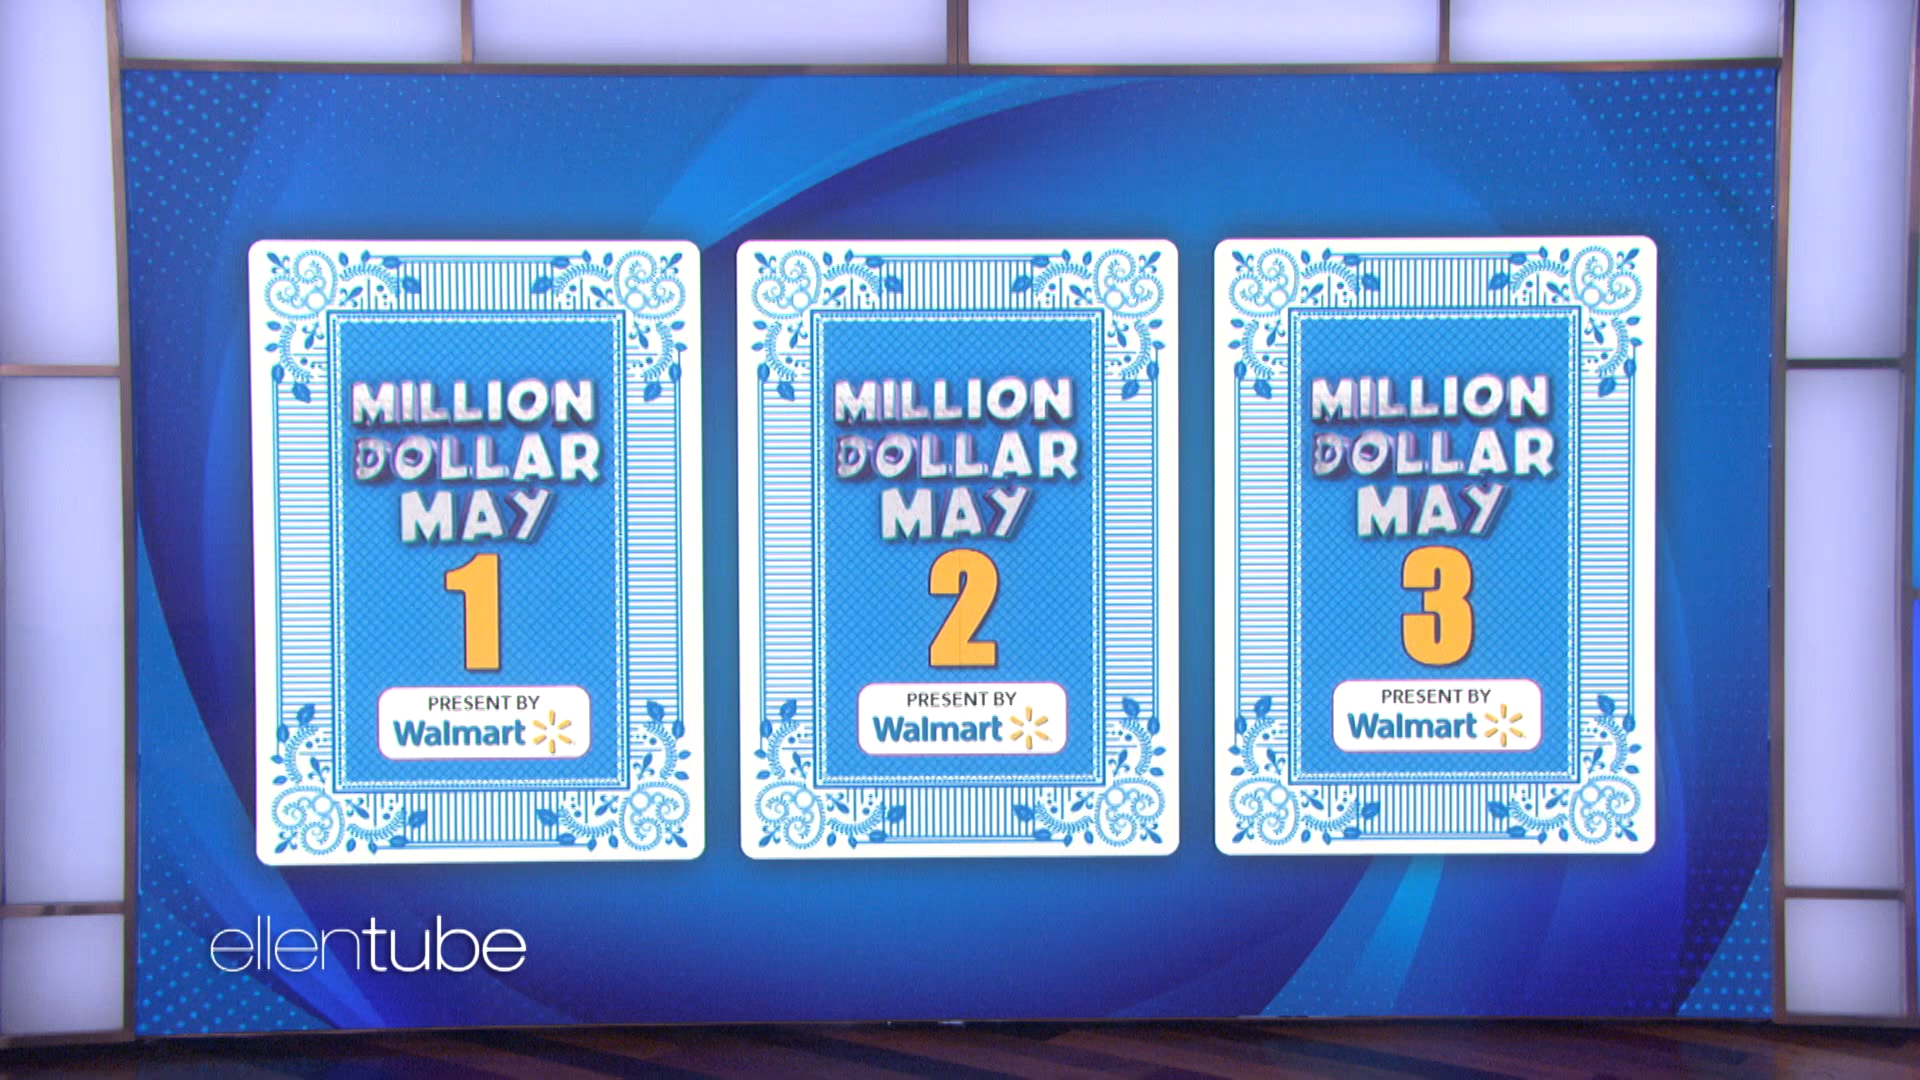 MILLION
DOLLAR
MAY
1
PRESENT BY
Walmart
MILLION
DOLLAR
MAY
2
PRESENT BY
Walmart
MILLION
DOLLAR
MAY
3
PRESENT BY
Walmart
ellentube